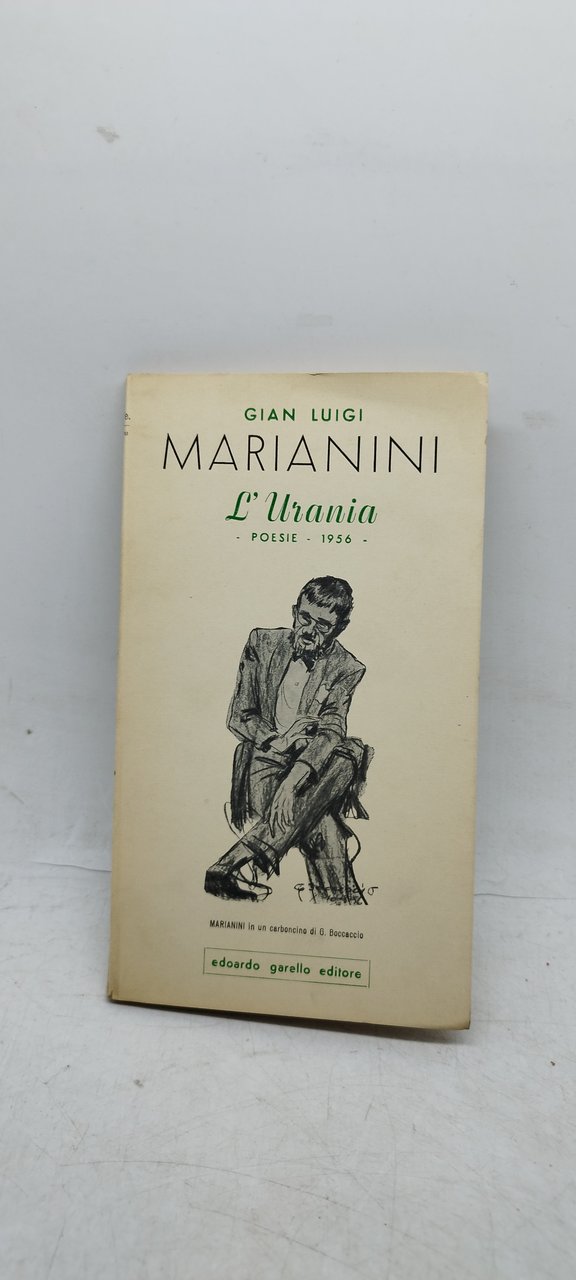 GIAN LUIGI
MARIANINI
L'Urania
- POESIE - 1956 -
MARIANINI in un carboncino di G. Boccaccio
edoardo garello editore